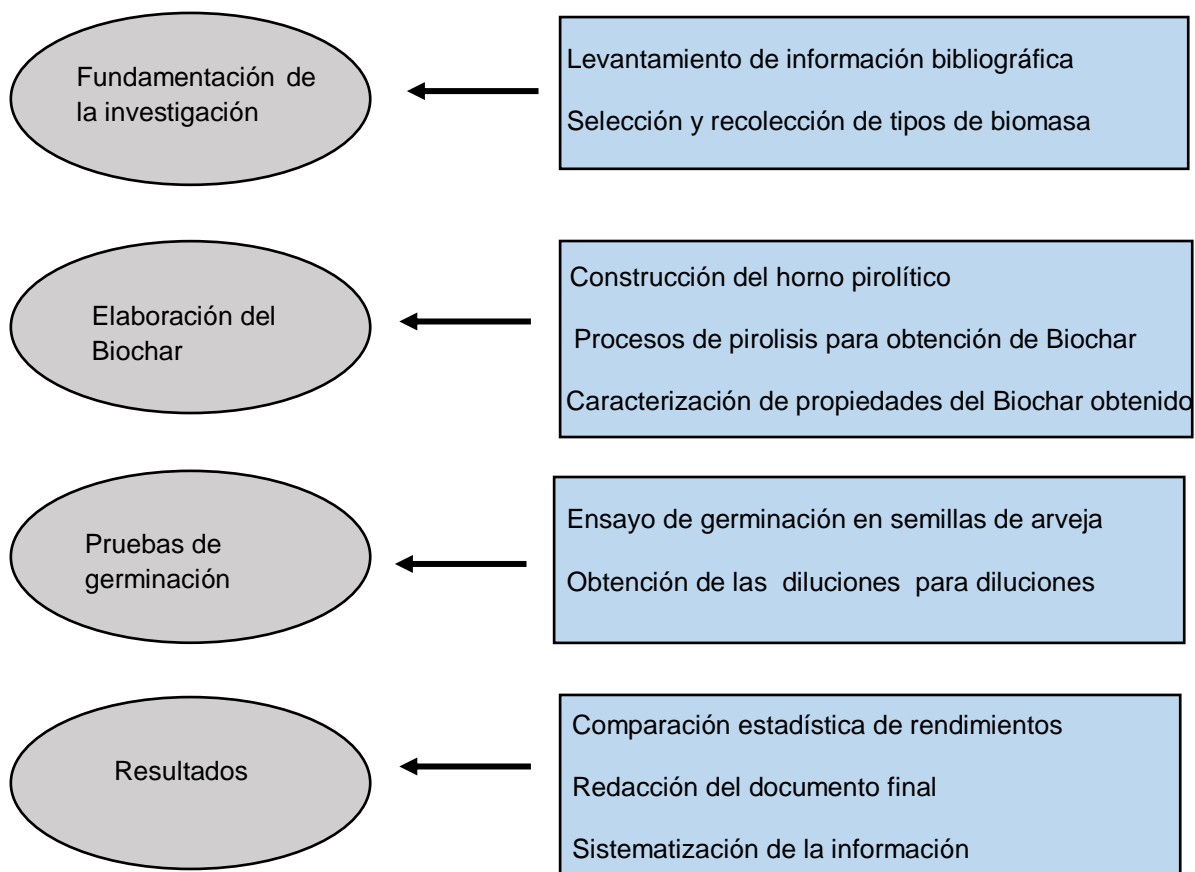 Fundamentación de
la investigación
Levantamiento de información bibliográfica
Selección y recolección de tipos de biomasa
Elaboración del
Biochar
Construcción del horno pirolítico
Procesos de pirolisis para obtención de Biochar
Caracterización de propiedades del Biochar obtenido
Pruebas de
germinación
Ensayo de germinación en semillas de arveja
Obtención de las diluciones para diluciones
Resultados
Comparación estadística de rendimientos
Redacción del documento final
Sistematización de la información